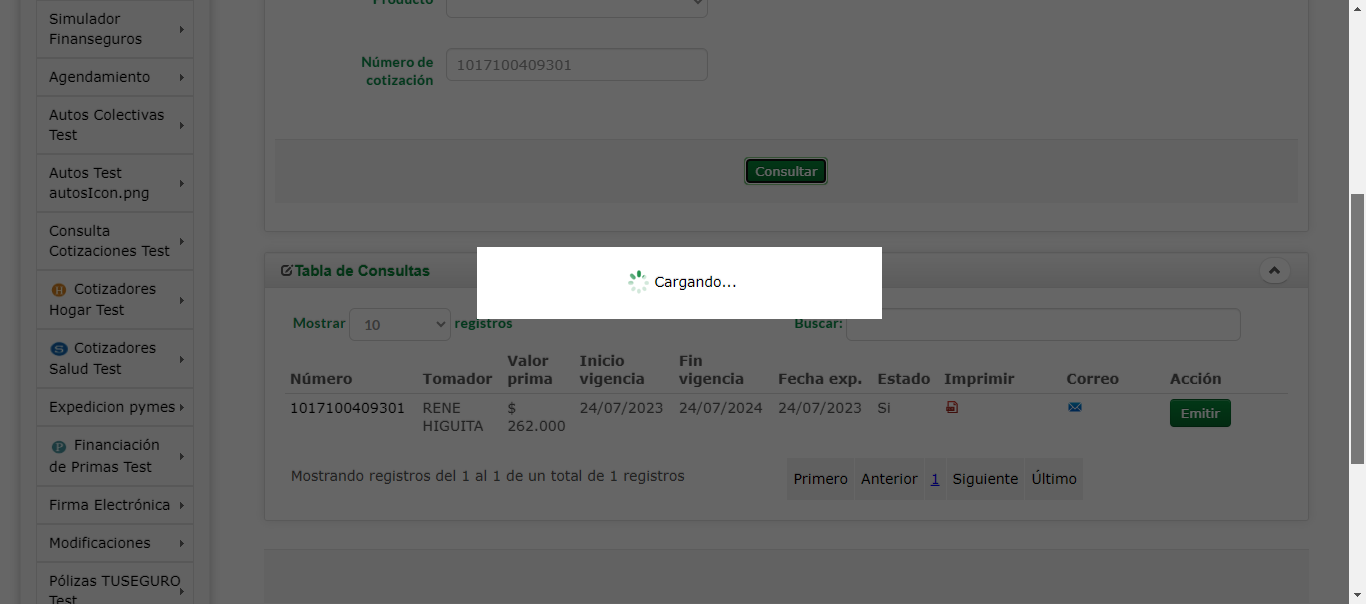 Simulador
Finanseguros
Agendamiento
Autos Colectivas
Test
Autos Test
autosIcon.png
Consulta
Cotizaciones Test
H Cotizadores
Hogar Test
S Cotizadores
Salud Test
Expedicion pymes
P Financiación
de Primas Test
Firma Electrónica
Modificaciones
Pólizas TUSEGURO
Test
Producto
Número de
cotización
1017100409301
Consultar
Tabla de Consultas
Cargando...
Mostrar 10 registros
Buscar:
Número Tomador Valor prima Inicio vigencia Fin vigencia Fecha exp. Estado Imprimir Correo Acción
1017100409301 RENE HIGUITA $ 262.000 24/07/2023 24/07/2024 24/07/2023 Si Emitir
Mostrando registros del 1 al 1 de un total de 1 registros
Primero Anterior 1 Siguiente Último